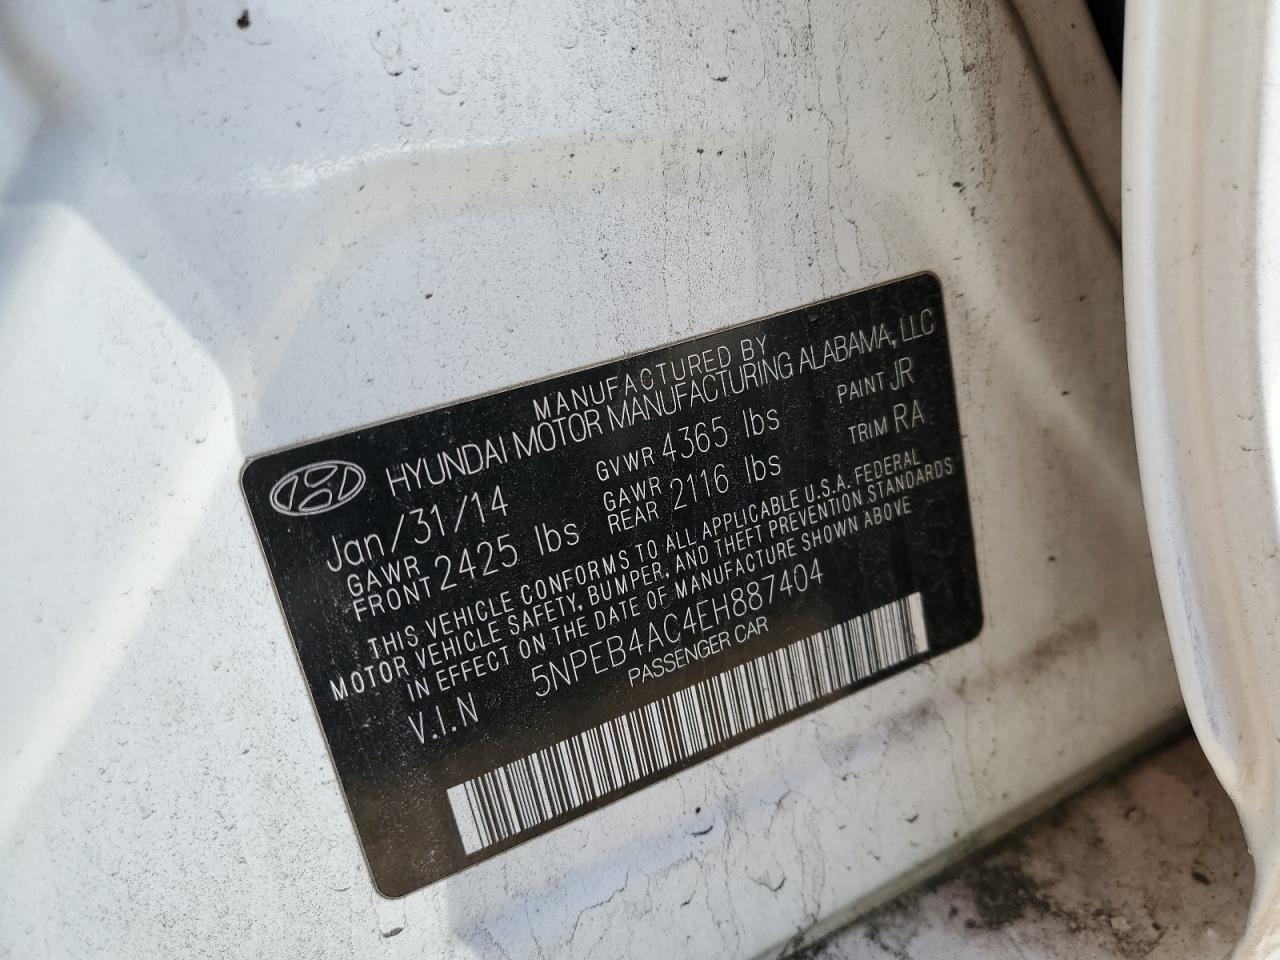 MANUFACTURED BY
HYUNDAI MOTOR MANUFACTURING ALABAMA, LLC
Jan/31/14 GVWR 4365 lbs PAINT JR
GAWR FRONT 2425 lbs GAWR REAR 2116 lbs TRIM RA
THIS VEHICLE CONFORMS TO ALL APPLICABLE U.S.A. FEDERAL
MOTOR VEHICLE SAFETY, BUMPER, AND THEFT PREVENTION STANDARDS
IN EFFECT ON THE DATE OF MANUFACTURE SHOWN ABOVE
V.I.N 5NPEB4AC4EH887404
PASSENGER CAR